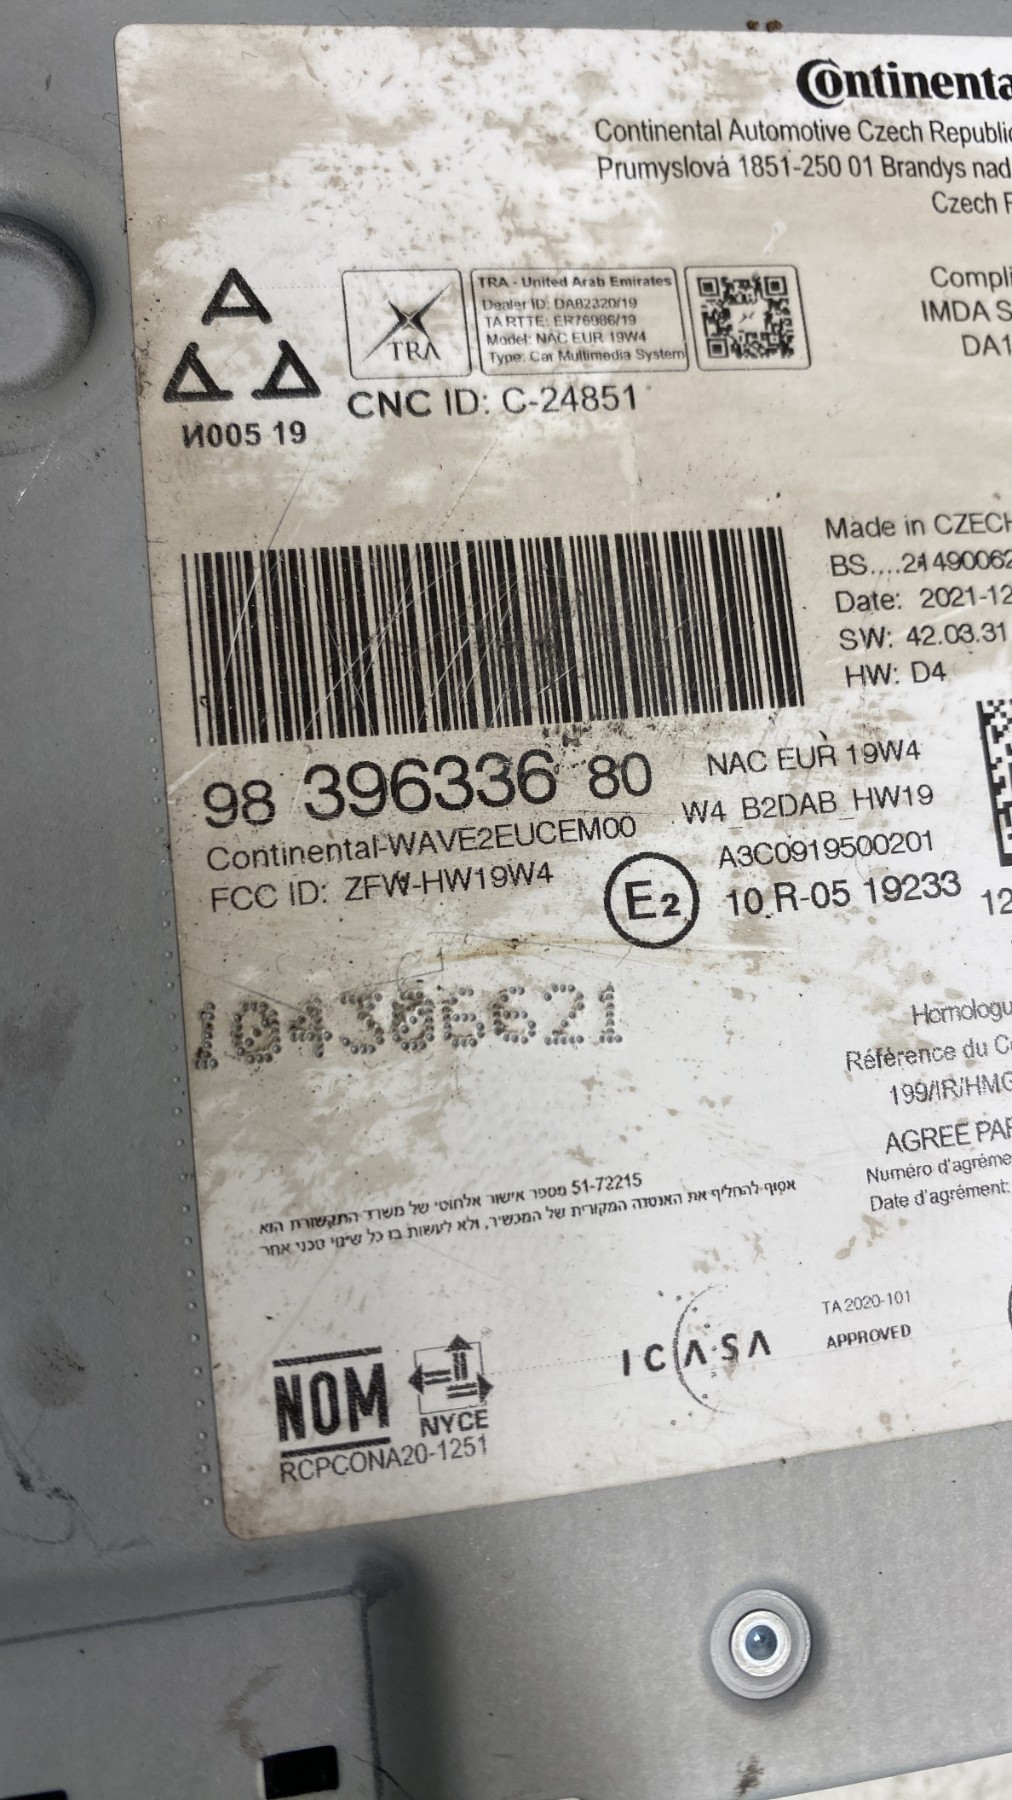 Continenta
Continental Automotive Czech Republic
Prumyslová 1851-250 01 Brandys nad
Czech
TRA - United Arab Emirates
Dealer ID: DA82320/19
TA RTTE: ER76986/19
Model: NAC EUR 19W4
Type: Car Multimedia System
TRA
Compli
IMDA S
DA1
CNC ID: C-24851
И005 19
Made in CZECH
BS....21490062
Date: 2021-12
SW: 42.03.31
HW: D4
98 396336 80
NAC EUR 19W4
W4_B2DAB_HW19
Continental-WAVE2EUCEM00
A3C0919500201
FCC ID: ZFW-HW19W4
E2
10 R-05 19233
12
Homologu
Référence du C
199/IR/HMG
AGREE PAR
Numéro d'agréme
Date d'agrément:
מספר אישור אלחוטי של משרד התקשורת הוא 51-72215
אסור להחליף את האנטנה המקורית של המכשיר, ולא לעשות בו כל שינוי טכני אחר
TA 2020-101
APPROVED
ICASA
NOM
NYCE
RCPCONA20-1251